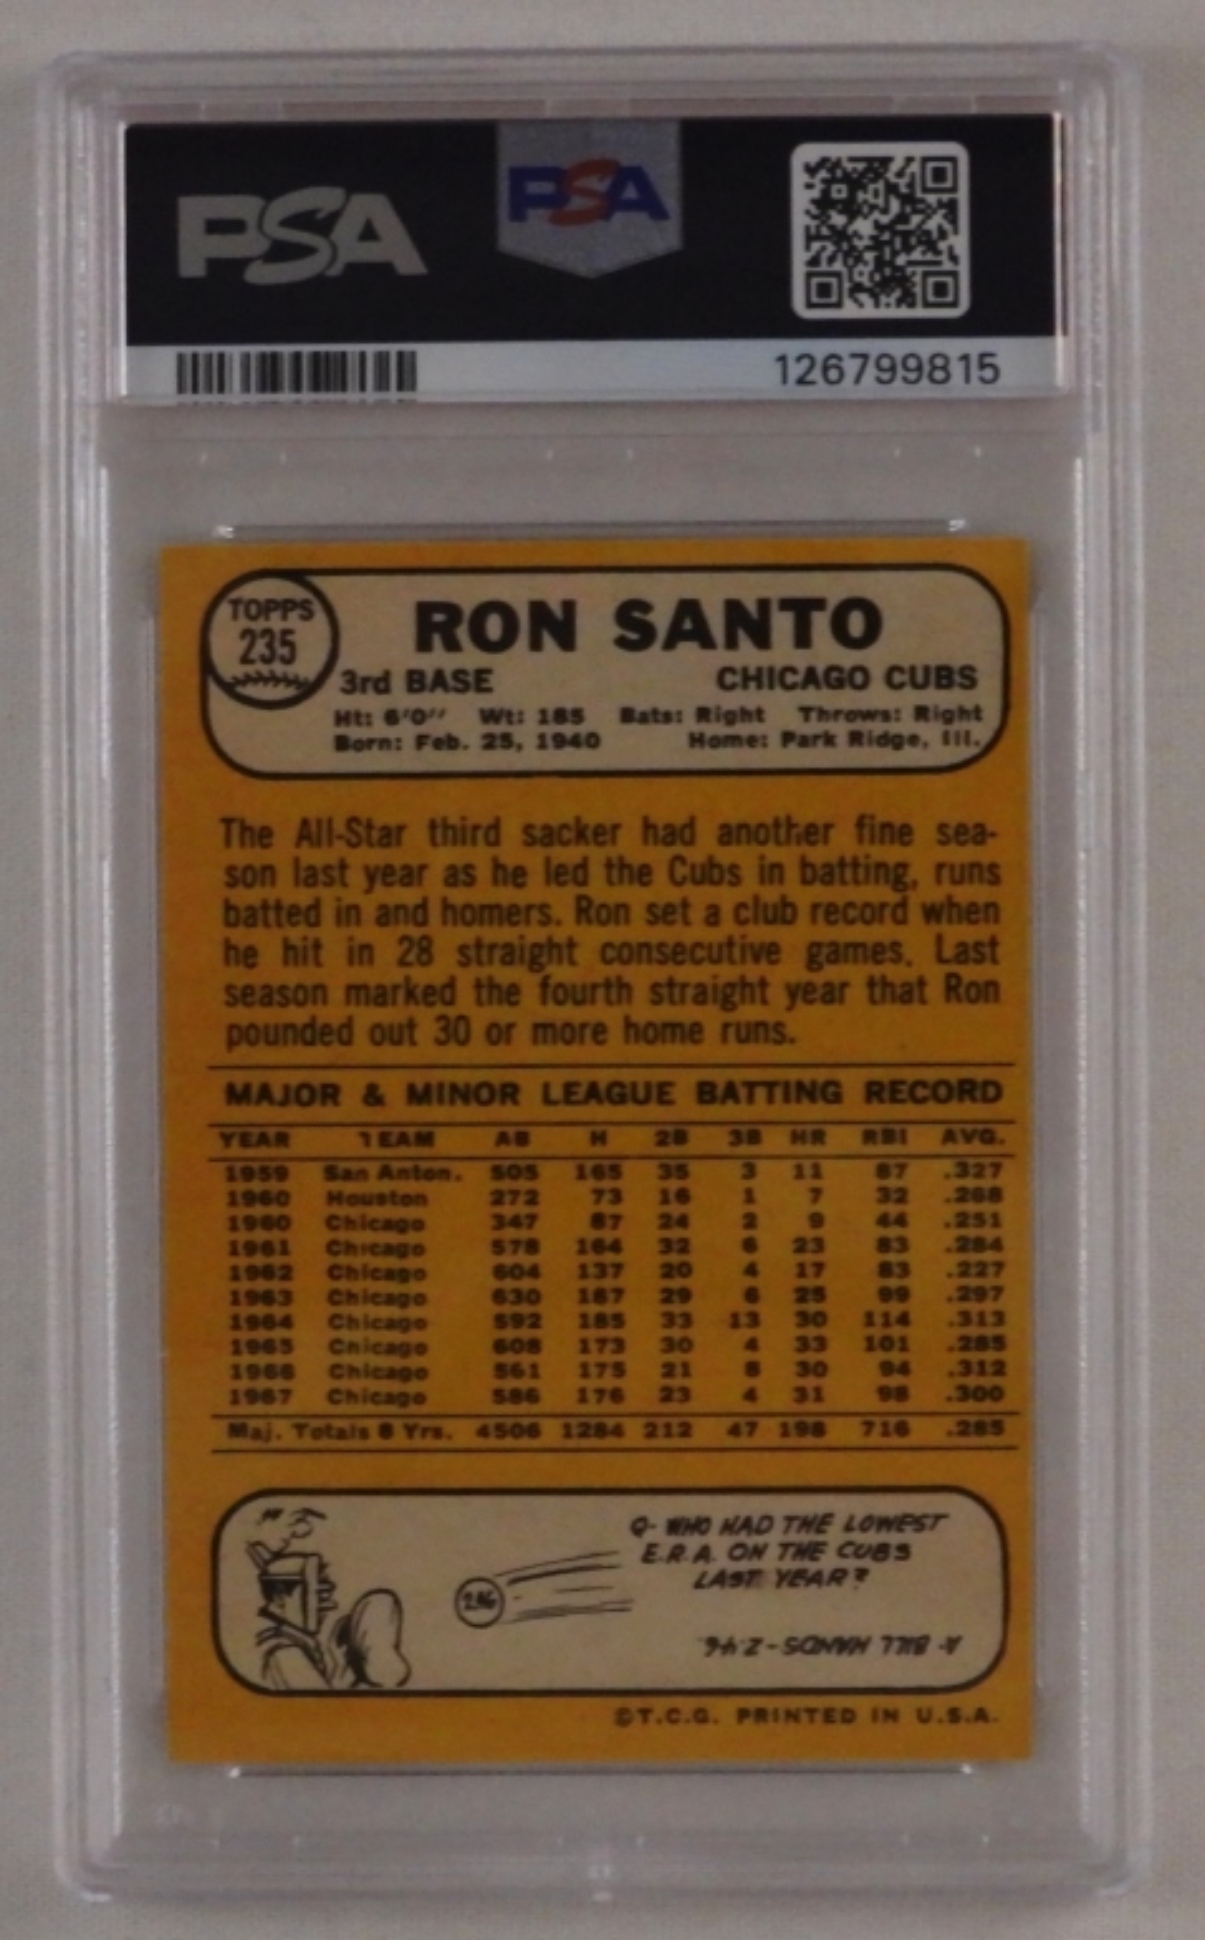 PSA PSA
126799815
TOPPS
235
RON SANTO
3rd BASE CHICAGO CUBS
Ht: 6'0" Wt: 185 Bats: Right Throws: Right
Born: Feb. 25, 1940 Home: Park Ridge, Ill.
The All-Star third sacker had another fine sea-
son last year as he led the Cubs in batting, runs
batted in and homers. Ron set a club record when
he hit in 28 straight consecutive games. Last
season marked the fourth straight year that Ron
pounded out 30 or more home runs.
MAJOR & MINOR LEAGUE BATTING RECORD
YEAR TEAM AB H 2B 3B HR RBI AVG.
1959 San Anton. 505 165 35 3 11 87 .327
1960 Houston 272 73 16 1 7 32 .268
1960 Chicago 347 87 24 2 9 44 .251
1961 Chicago 578 164 32 6 23 83 .284
1962 Chicago 604 137 20 4 17 83 .227
1963 Chicago 630 187 29 6 25 99 .297
1964 Chicago 592 185 33 13 30 114 .313
1965 Chicago 608 173 30 4 33 101 .285
1966 Chicago 561 175 21 8 30 94 .312
1967 Chicago 586 176 23 4 31 98 .300
Maj. Totals 8 Yrs. 4506 1284 212 47 198 716 .285
Q- WHO HAD THE LOWEST
E.R.A. ON THE CUBS
LAST YEAR?
A- BILL HANDS-2.46.
©T.C.G. PRINTED IN U.S.A.